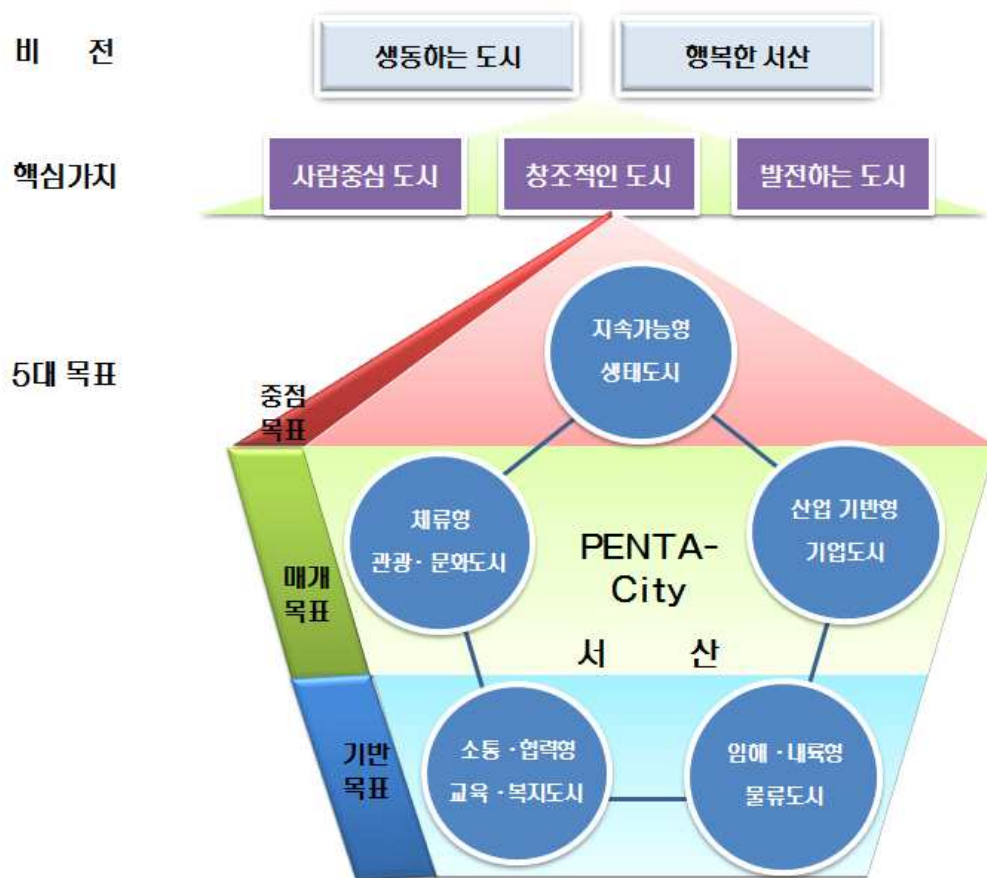 비 전
생동하는 도시
행복한 서산
핵심가치
사람중심 도시
창조적인 도시
발전하는 도시
5대 목표
중점
목표
지속가능형
생태도시
매개
목표
체류형
관광·문화도시
PENTA-
City
서 산
산업 기반형
기업도시
기반
목표
소통·협력형
교육·복지도시
임해·내륙형
물류도시